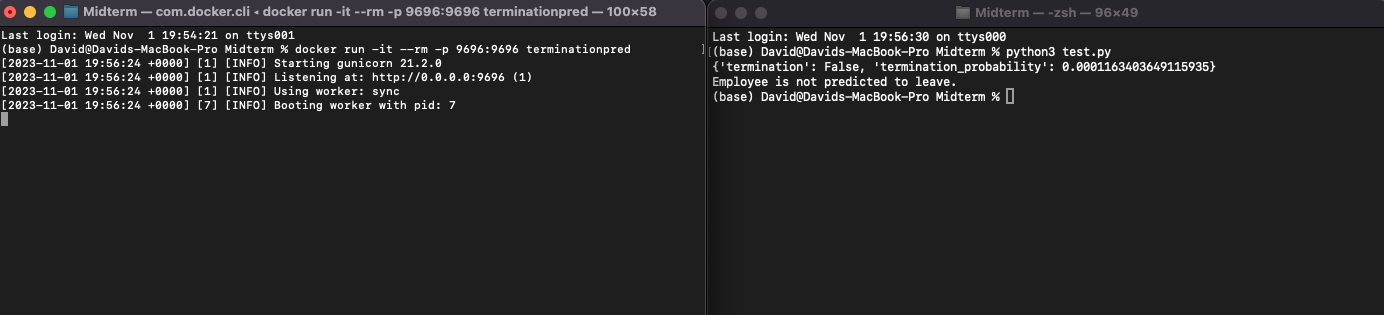 Midterm — com.docker.cli ◂ docker run -it --rm -p 9696:9696 terminationpred — 100×58
Last login: Wed Nov  1 19:54:21 on ttys001
(base) David@Davids-MacBook-Pro Midterm % docker run -it --rm -p 9696:9696 terminationpred
[2023-11-01 19:56:24 +0000] [1] [INFO] Starting gunicorn 21.2.0
[2023-11-01 19:56:24 +0000] [1] [INFO] Listening at: http://0.0.0.0:9696 (1)
[2023-11-01 19:56:24 +0000] [1] [INFO] Using worker: sync
[2023-11-01 19:56:24 +0000] [7] [INFO] Booting worker with pid: 7
Midterm — -zsh — 96×49
Last login: Wed Nov  1 19:56:30 on ttys000
[(base) David@Davids-MacBook-Pro Midterm % python3 test.py
{'termination': False, 'termination_probability': 0.0001163403649115935}
Employee is not predicted to leave.
(base) David@Davids-MacBook-Pro Midterm %